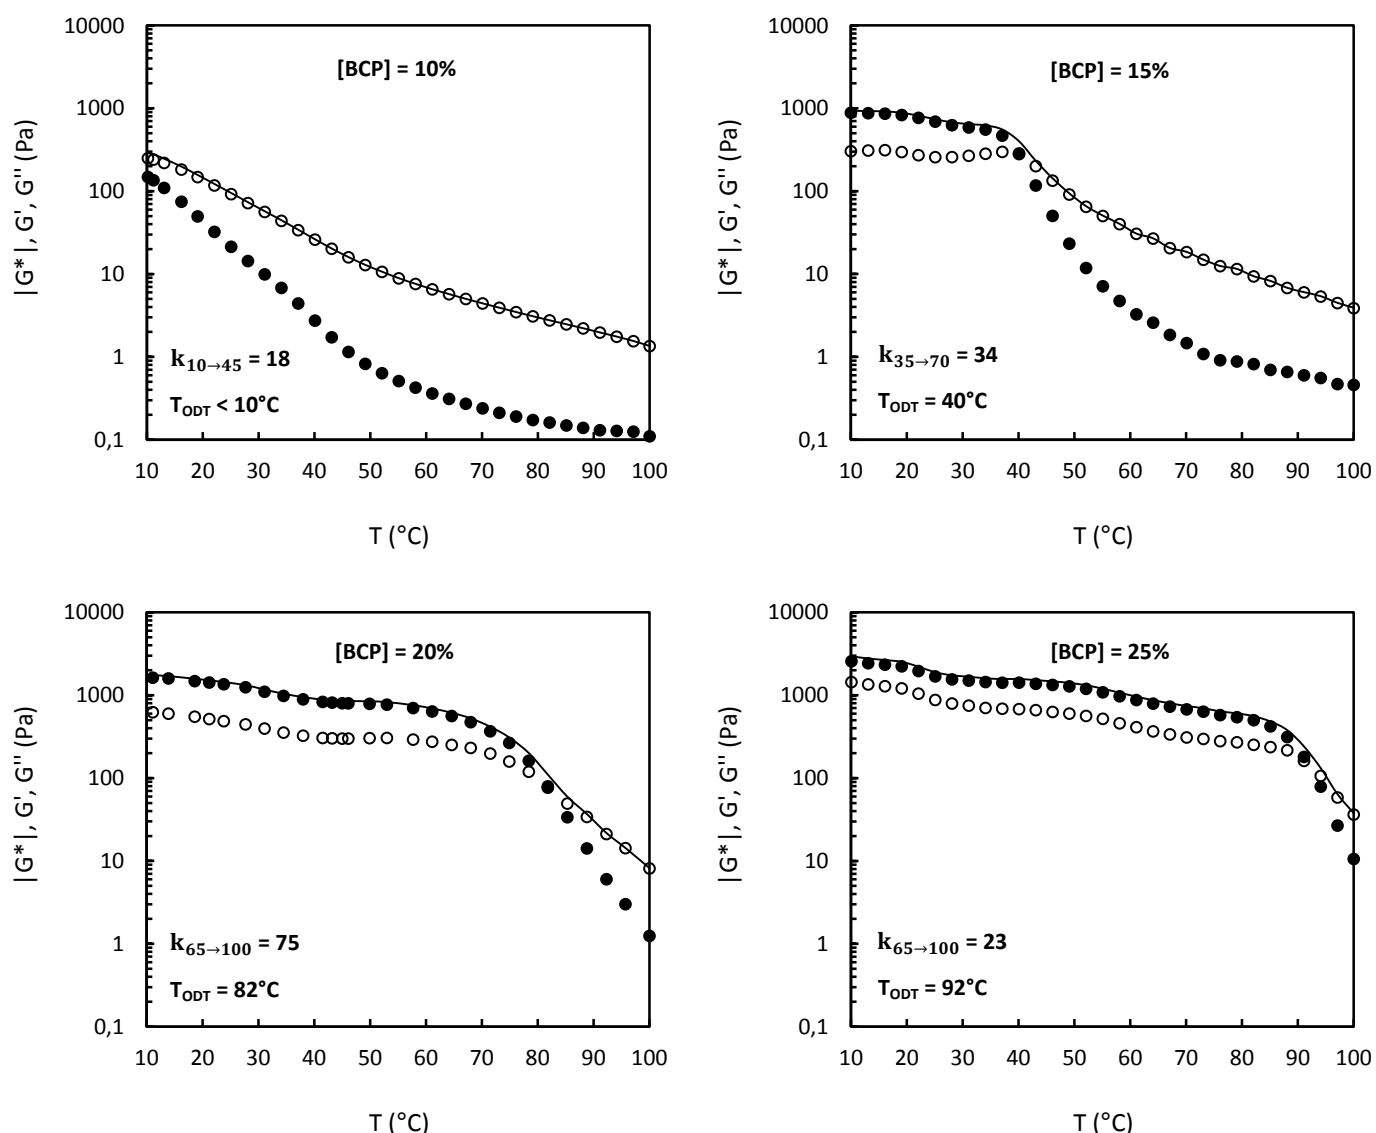 10000
1000
100
10
1
0,1
|G*|, G', G'' (Pa)
[BCP] = 10%
k10→45 = 18
TODT < 10°C
10 20 30 40 50 60 70 80 90 100
T (°C)
10000
1000
100
10
1
0,1
|G*|, G', G'' (Pa)
[BCP] = 15%
k35→70 = 34
TODT = 40°C
10 20 30 40 50 60 70 80 90 100
T (°C)
10000
1000
100
10
1
0,1
|G*|, G', G'' (Pa)
[BCP] = 20%
k65→100 = 75
TODT = 82°C
10 20 30 40 50 60 70 80 90 100
T (°C)
10000
1000
100
10
1
0,1
|G*|, G', G'' (Pa)
[BCP] = 25%
k65→100 = 23
TODT = 92°C
10 20 30 40 50 60 70 80 90 100
T (°C)